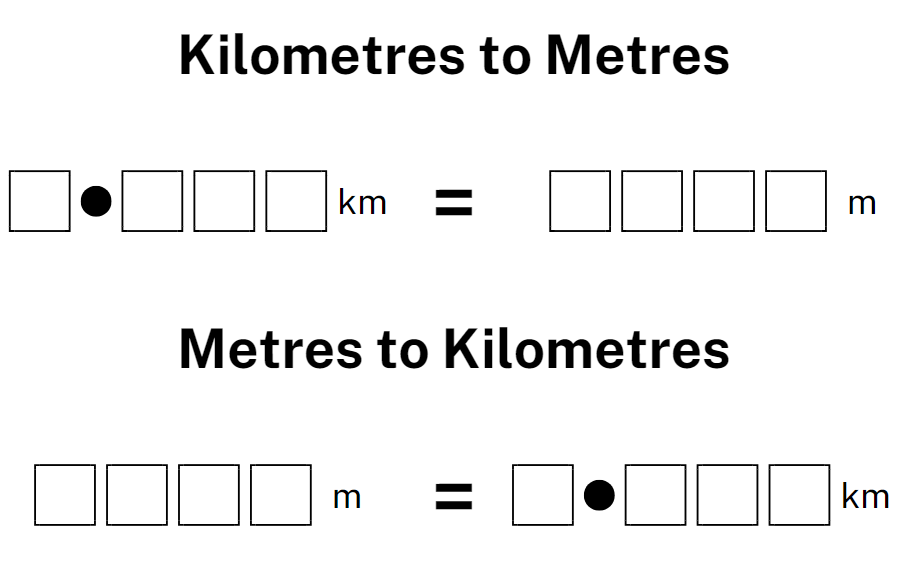 Kilometres to Metres
□●□□□ km = □□□□ m
Metres to Kilometres
□□□□ m = □●□□□ km